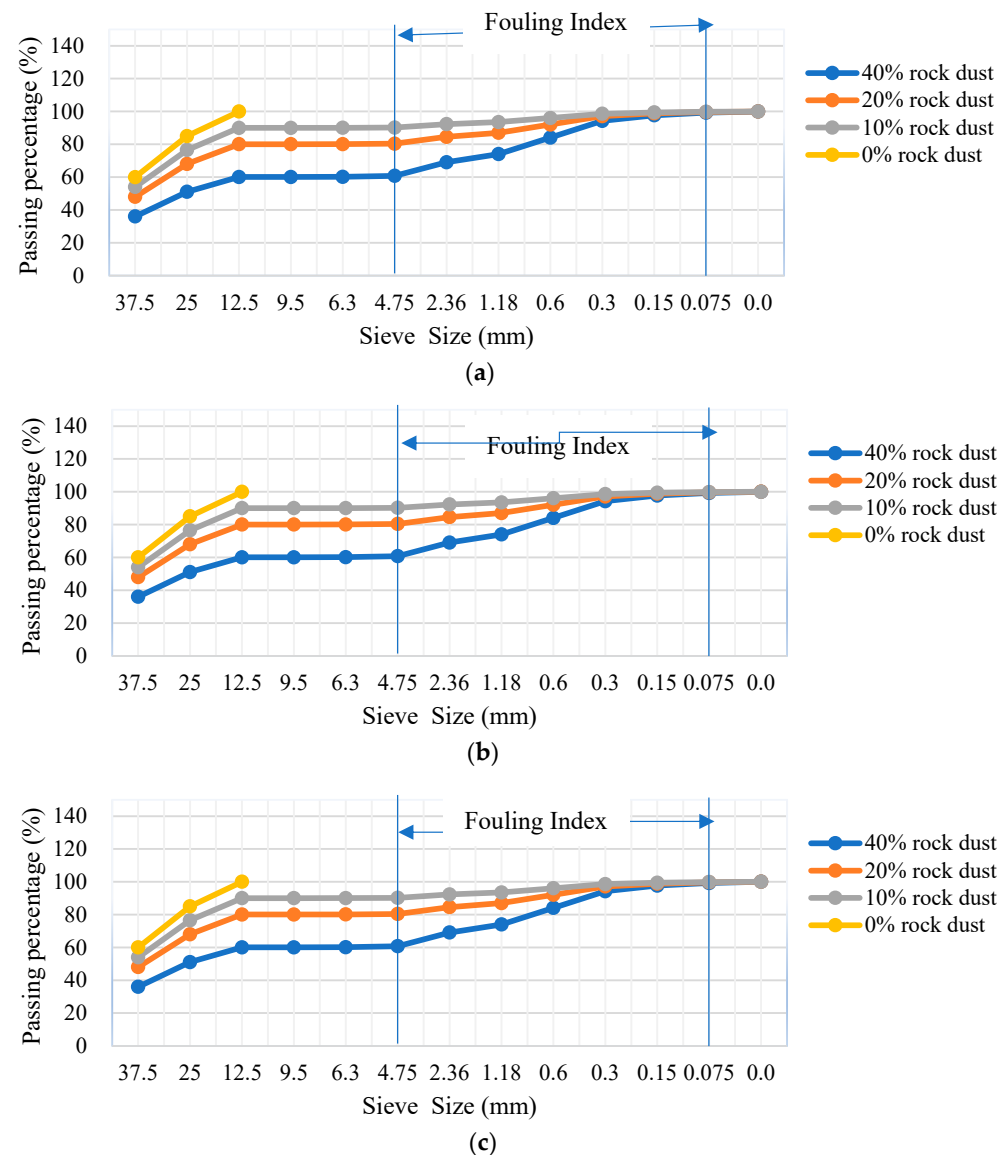 Fouling Index
Passing percentage (%)
140
120
100
80
60
40
20
0
37.5 25 12.5 9.5 6.3 4.75 2.36 1.18 0.6 0.3 0.15 0.075 0.0
Sieve Size (mm)
40% rock dust
20% rock dust
10% rock dust
0% rock dust
(a)
Fouling Index
Passing percentage (%)
140
120
100
80
60
40
20
0
37.5 25 12.5 9.5 6.3 4.75 2.36 1.18 0.6 0.3 0.15 0.075 0.0
Sieve Size (mm)
40% rock dust
20% rock dust
10% rock dust
0% rock dust
(b)
Fouling Index
Passing percentage (%)
140
120
100
80
60
40
20
0
37.5 25 12.5 9.5 6.3 4.75 2.36 1.18 0.6 0.3 0.15 0.075 0.0
Sieve Size (mm)
40% rock dust
20% rock dust
10% rock dust
0% rock dust
(c)